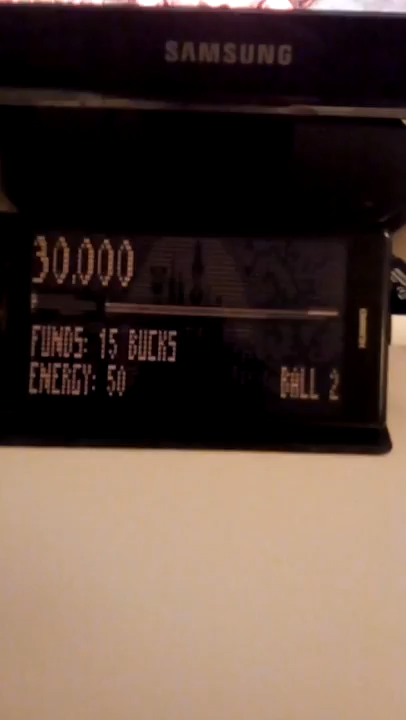 SAMSUNG
30,000
FUNDS: 15 BUCKS
ENERGY: 50
BALL 2